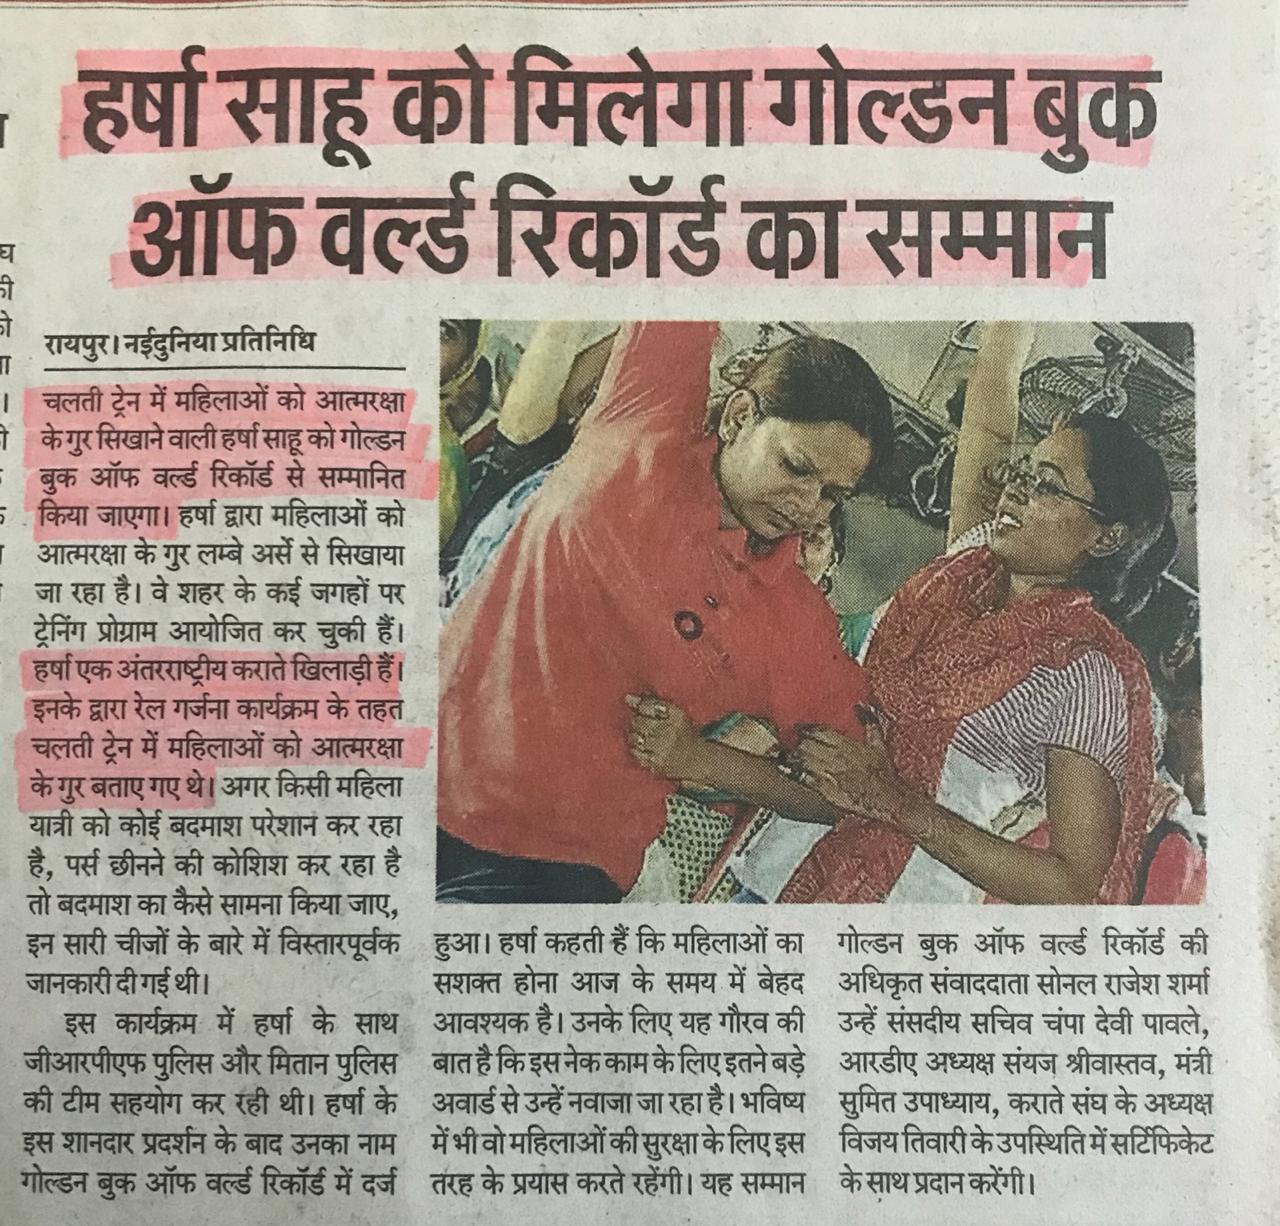 हर्षा साहू को मिलेगा गोल्डन बुक
ऑफ वर्ल्ड रिकॉर्ड का सम्मान
रायपुर। नईदुनिया प्रतिनिधि
चलती ट्रेन में महिलाओं को आत्मरक्षा
के गुर सिखाने वाली हर्षा साहू को गोल्डन
बुक ऑफ वर्ल्ड रिकॉर्ड से सम्मानित
किया जाएगा। हर्षा द्वारा महिलाओं को
आत्मरक्षा के गुर लम्बे अर्से से सिखाया
जा रहा है। वे शहर के कई जगहों पर
ट्रेनिंग प्रोग्राम आयोजित कर चुकी हैं।
हर्षा एक अंतरराष्ट्रीय कराते खिलाड़ी हैं।
इनके द्वारा रेल गर्जना कार्यक्रम के तहत
चलती ट्रेन में महिलाओं को आत्मरक्षा
के गुर बताए गए थे। अगर किसी महिला
यात्री को कोई बदमाश परेशान कर रहा
है, पर्स छीनने की कोशिश कर रहा है
तो बदमाश का कैसे सामना किया जाए,
इन सारी चीजों के बारे में विस्तारपूर्वक
जानकारी दी गई थी।
इस कार्यक्रम में हर्षा के साथ
जीआरपीएफ पुलिस और मितान पुलिस
की टीम सहयोग कर रही थी। हर्षा के
इस शानदार प्रदर्शन के बाद उनका नाम
गोल्डन बुक ऑफ वर्ल्ड रिकॉर्ड में दर्ज
हुआ। हर्षा कहती हैं कि महिलाओं का
सशक्त होना आज के समय में बेहद
आवश्यक है। उनके लिए यह गौरव की
बात है कि इस नेक काम के लिए इतने बड़े
अवार्ड से उन्हें नवाजा जा रहा है। भविष्य
में भी वो महिलाओं की सुरक्षा के लिए इस
तरह के प्रयास करते रहेंगी। यह सम्मान
गोल्डन बुक ऑफ वर्ल्ड रिकॉर्ड की
अधिकृत संवाददाता सोनल राजेश शर्मा
उन्हें संसदीय सचिव चंपा देवी पावले,
आरडीए अध्यक्ष संयज श्रीवास्तव, मंत्री
सुमित उपाध्याय, कराते संघ के अध्यक्ष
विजय तिवारी के उपस्थिति में सर्टिफिकेट
के साथ प्रदान करेंगी।